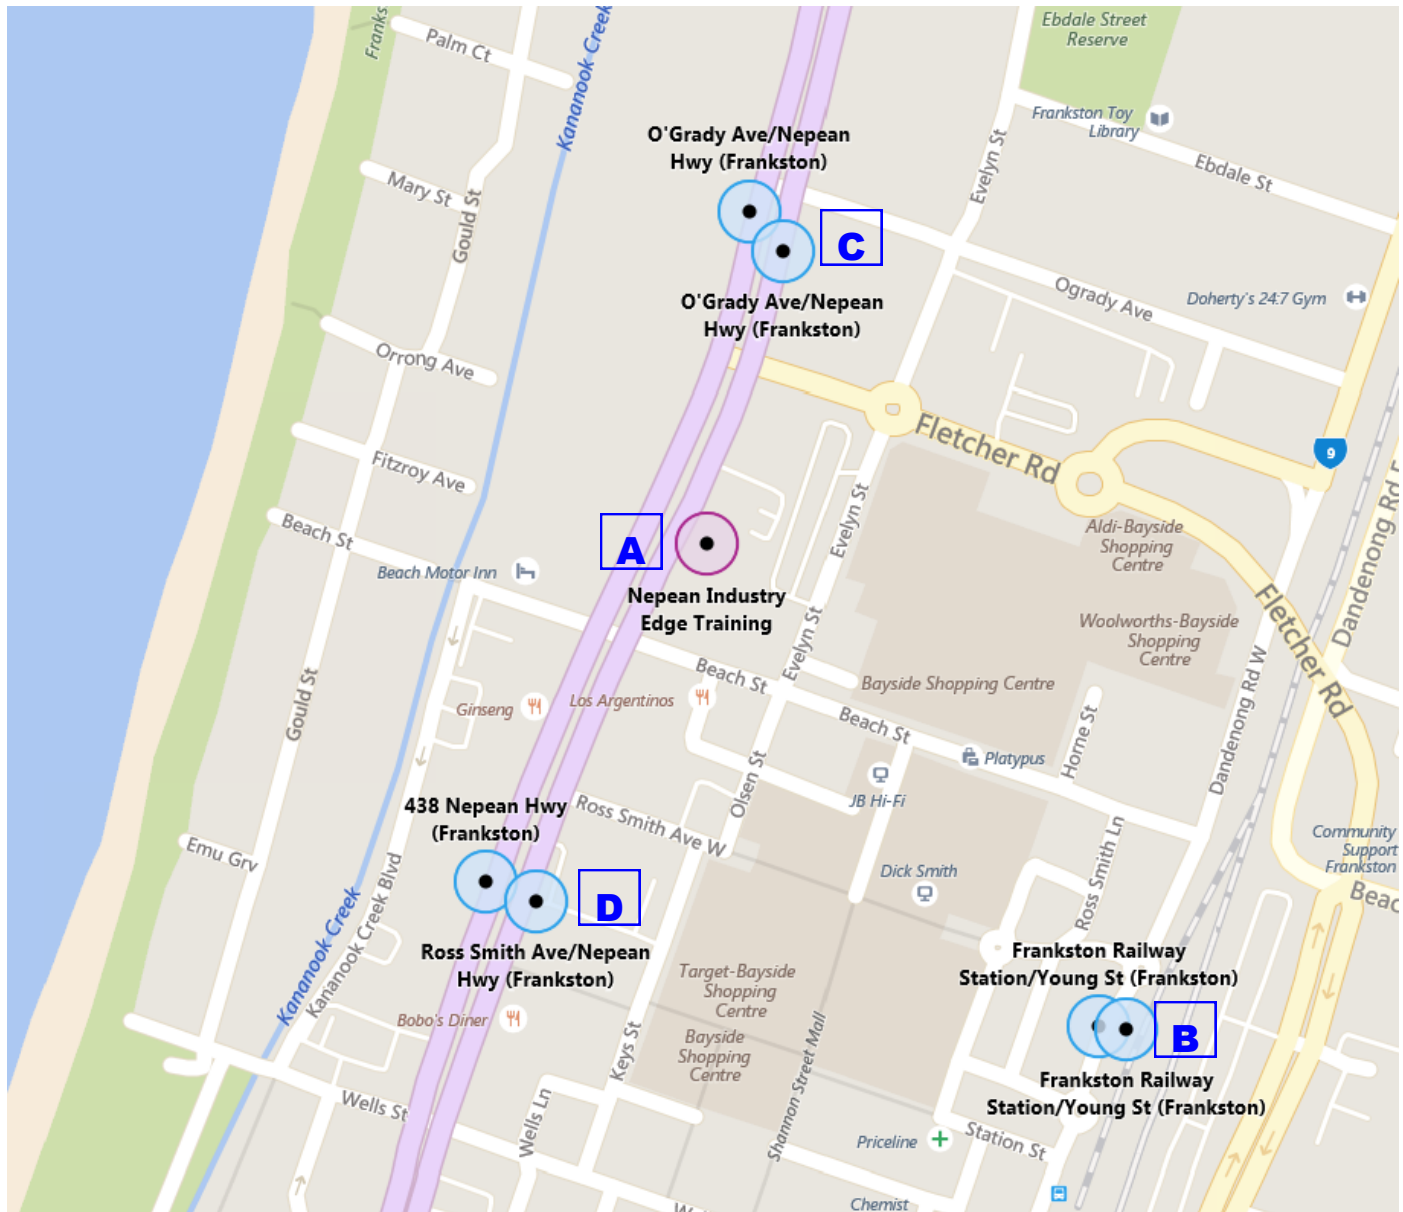 Franks
Palm Ct
Kananook Creek
Ebdale Street
Reserve
Frankston Toy
Library
O'Grady Ave/Nepean
Hwy (Frankston)
Evelyn St
Ebdale St
Mary St
Gould St
C
O'Grady Ave/Nepean
Hwy (Frankston)
Ogrady Ave
Doherty's 24:7 Gym
Orrong Ave
Fletcher Rd
9
Fitzroy Ave
Dandenong Rd E
Beach St
Evelyn St
Aldi-Bayside
Shopping
Centre
A
Beach Motor Inn
Nepean Industry
Edge Training
Fletcher Rd
Woolworths-Bayside
Shopping
Centre
Evelyn St
Beach St
Bayside Shopping Centre
Los Argentinos
Ginseng
Gould St
Beach St
Horne St
Dandenong Rd W
Platypus
Olsen St
JB Hi-Fi
438 Nepean Hwy
(Frankston)
Ross Smith Ave W
Emu Grv
Community
Support
Frankston
Ross Smith Ln
Dick Smith
Beac
D
Kananook Creek Blvd
Kananook Creek
Ross Smith Ave/Nepean
Hwy (Frankston)
Frankston Railway
Station/Young St (Frankston)
Target-Bayside
Shopping
Centre
Bobo's Diner
B
Bayside
Shopping
Centre
Keys St
Shannon Street Mall
Frankston Railway
Station/Young St (Frankston)
Wells St
Wells Ln
Priceline
Station St
Chemist
We